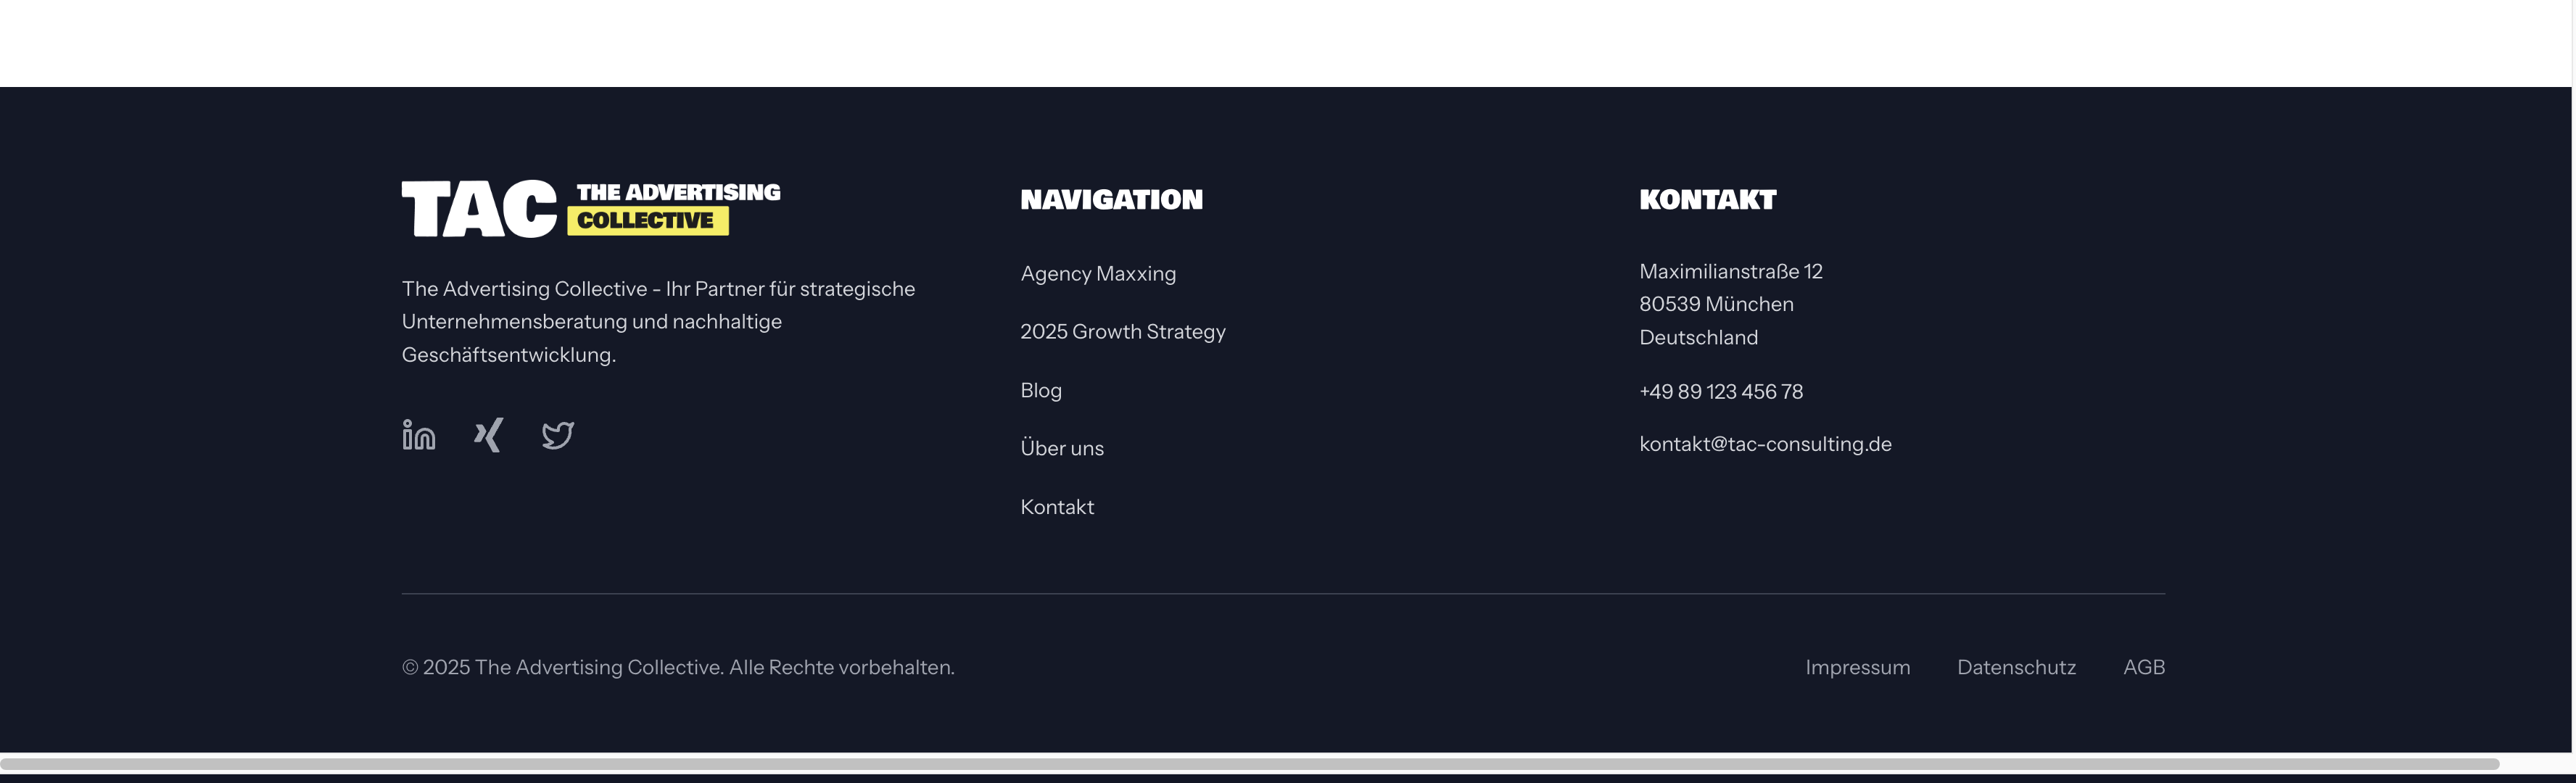 TAC THE ADVERTISING
COLLECTIVE
The Advertising Collective - Ihr Partner für strategische
Unternehmensberatung und nachhaltige
Geschäftsentwicklung.
NAVIGATION
Agency Maxxing
2025 Growth Strategy
Blog
Über uns
Kontakt
KONTAKT
Maximilianstraße 12
80539 München
Deutschland
+49 89 123 456 78
kontakt@tac-consulting.de
© 2025 The Advertising Collective. Alle Rechte vorbehalten.
Impressum Datenschutz AGB